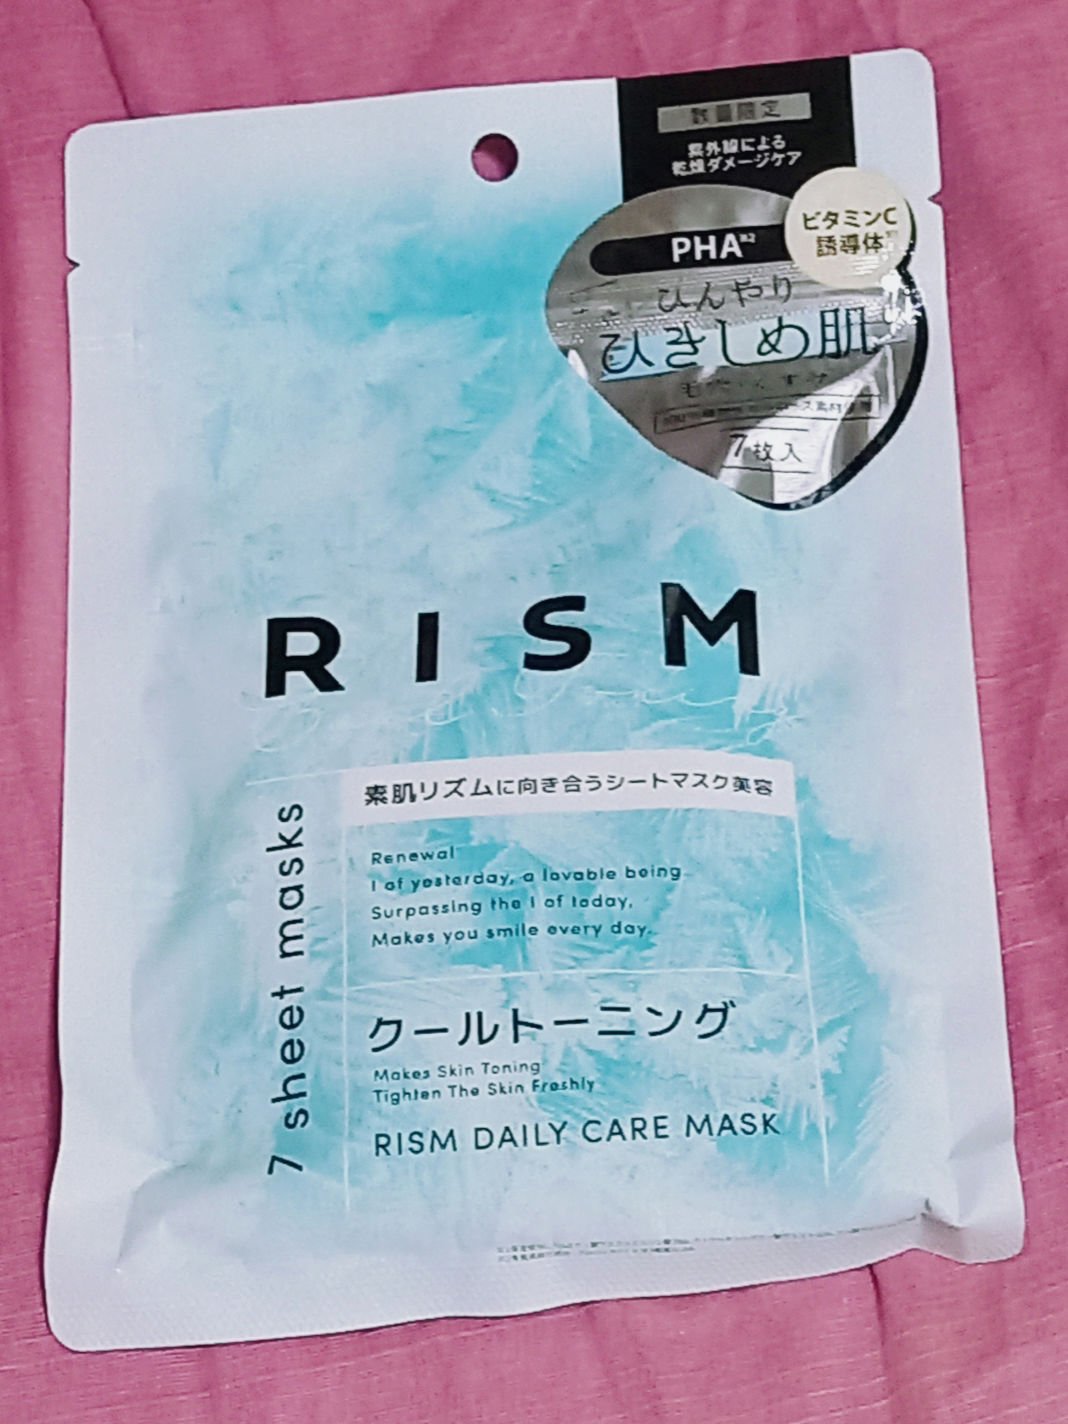 数量限定
紫外線による
乾燥ダメージケア
ビタミンC
誘導体
PHA※2
ひんやり
ひきしめ肌
7枚入
RISM
素肌リズムに向き合うシートマスク美容
7 sheet masks
Renewal
I of yesterday, a lovable being.
Surpassing the I of today,
Makes you smile every day.
クールトーニング
Makes Skin Toning
Tighten The Skin Freshly
RISM DAILY CARE MASK